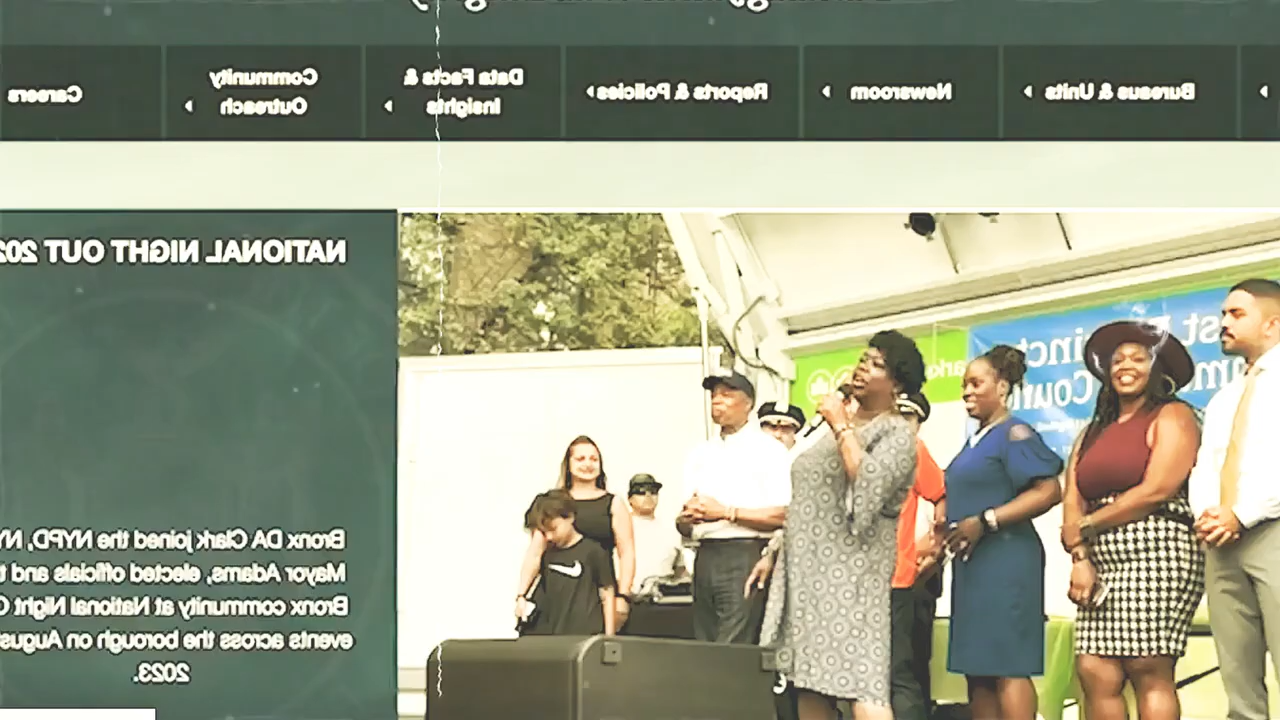 Bureaus & Units
Newsroom
Reports & Policies
Data Facts &
Insights
Community
Outreach
Careers
NATIONAL NIGHT OUT
Bronx DA Clark joined the NYPD,
Mayor Adams, elected officials and
Bronx community at National Night
events across the borough on
2023.